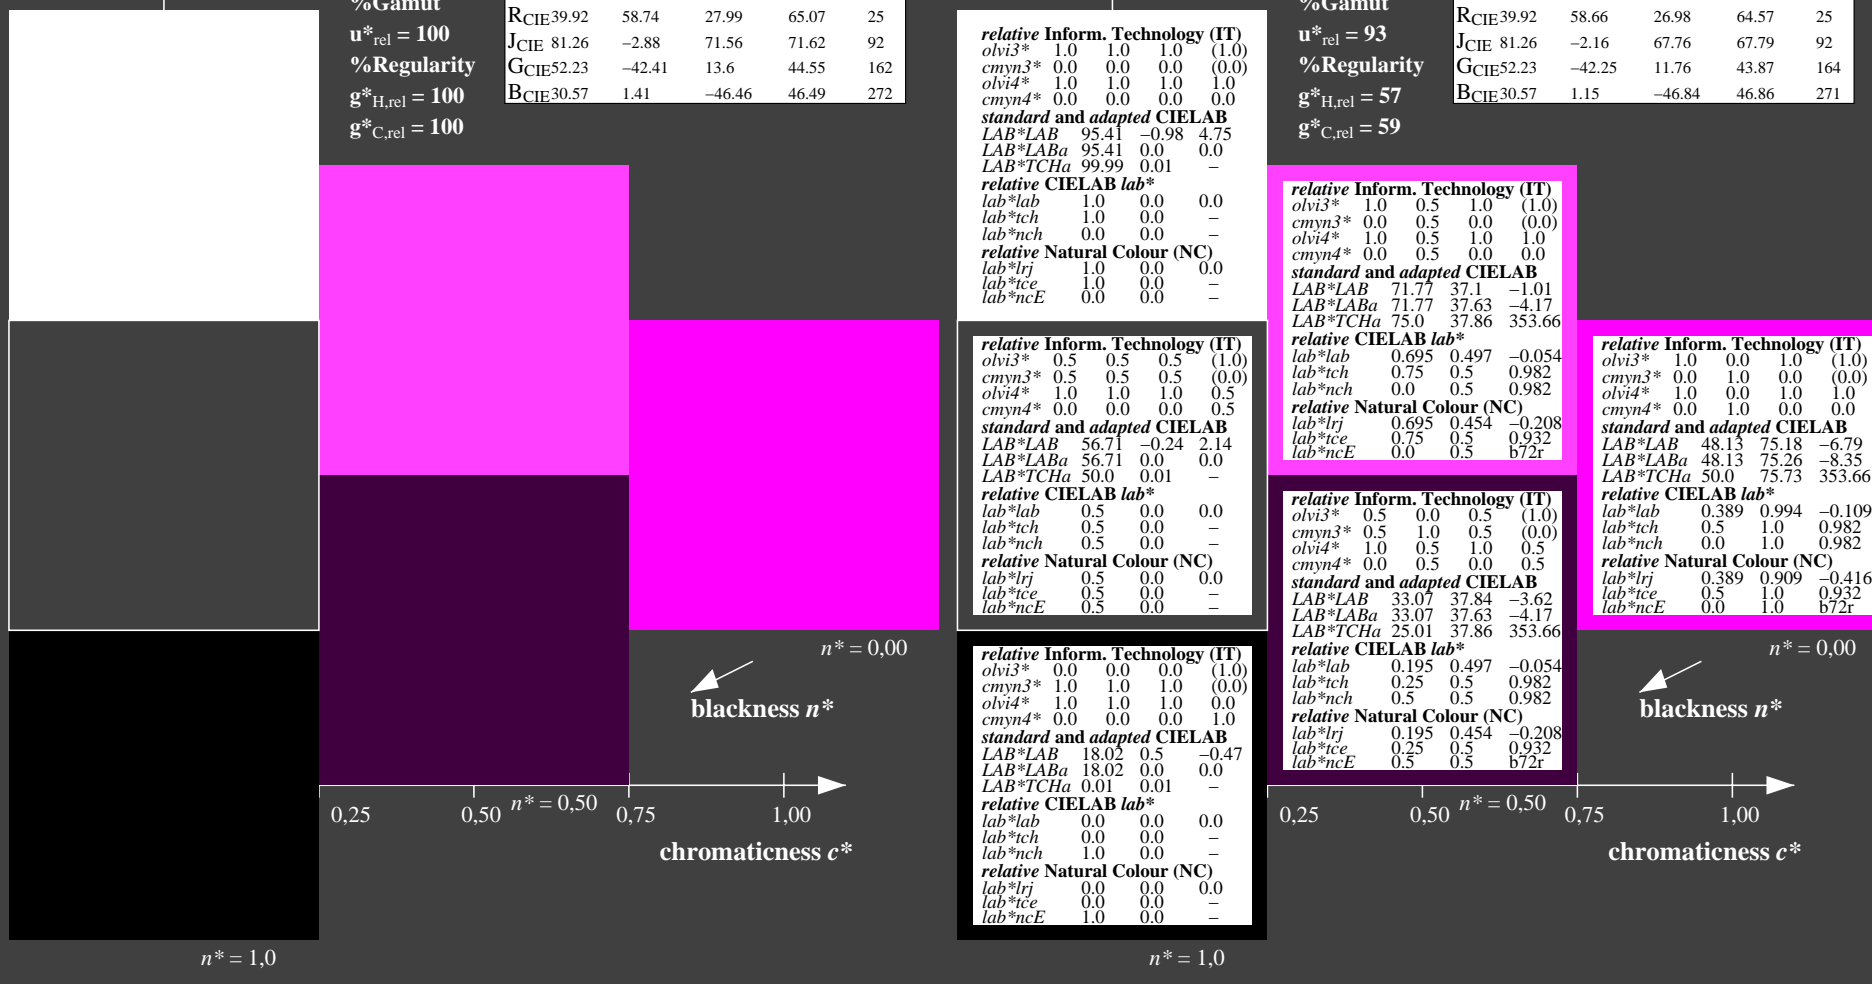 %Gamut
u*rel = 100
%Regularity
g*H,rel = 100
g*C,rel = 100
RCIE 39.92 58.74 27.99 65.07 25
JCIE 81.26 –2.88 71.56 71.62 92
GCIE 52.23 –42.41 13.6 44.55 162
BCIE 30.57 1.41 –46.46 46.49 272
n* = 0,00
blackness n*
0,25 0,50 n* = 0,50 0,75 1,00
chromaticness c*
n* = 1,0
relative Inform. Technology (IT)
olvi3* 1.0 1.0 1.0 (1.0)
cmyn3* 0.0 0.0 0.0 (0.0)
olvi4* 1.0 1.0 1.0 1.0
cmyn4* 0.0 0.0 0.0 0.0
standard and adapted CIELAB
LAB*LAB 95.41 –0.98 4.75
LAB*LABa 95.41 0.0 0.0
LAB*TCHa 99.99 0.01 –
relative CIELAB lab*
lab*lab 1.0 0.0 0.0
lab*tch 1.0 0.0 –
lab*nch 0.0 0.0 –
relative Natural Colour (NC)
lab*lrj 1.0 0.0 0.0
lab*tce 1.0 0.0 –
lab*ncE 0.0 0.0 –
relative Inform. Technology (IT)
olvi3* 0.5 0.5 0.5 (1.0)
cmyn3* 0.5 0.5 0.5 (0.0)
olvi4* 1.0 1.0 1.0 0.5
cmyn4* 0.0 0.0 0.0 0.5
standard and adapted CIELAB
LAB*LAB 56.71 –0.24 2.14
LAB*LABa 56.71 0.0 0.0
LAB*TCHa 50.0 0.01 –
relative CIELAB lab*
lab*lab 0.5 0.0 0.0
lab*tch 0.5 0.0 –
lab*nch 0.5 0.0 –
relative Natural Colour (NC)
lab*lrj 0.5 0.0 0.0
lab*tce 0.5 0.0 –
lab*ncE 0.5 0.0 –
relative Inform. Technology (IT)
olvi3* 0.0 0.0 0.0 (1.0)
cmyn3* 1.0 1.0 1.0 (0.0)
olvi4* 1.0 1.0 1.0 0.0
cmyn4* 0.0 0.0 0.0 1.0
standard and adapted CIELAB
LAB*LAB 18.02 0.5 –0.47
LAB*LABa 18.02 0.0 0.0
LAB*TCHa 0.01 0.01 –
relative CIELAB lab*
lab*lab 0.0 0.0 0.0
lab*tch 0.0 0.0 –
lab*nch 1.0 0.0 –
relative Natural Colour (NC)
lab*lrj 0.0 0.0 0.0
lab*tce 0.0 0.0 –
lab*ncE 1.0 0.0 –
n* = 1,0
%Gamut
u*rel = 93
%Regularity
g*H,rel = 57
g*C,rel = 59
RCIE 39.92 58.66 26.98 64.57 25
JCIE 81.26 –2.16 67.76 67.79 92
GCIE 52.23 –42.25 11.76 43.87 164
BCIE 30.57 1.15 –46.84 46.86 271
relative Inform. Technology (IT)
olvi3* 1.0 0.5 1.0 (1.0)
cmyn3* 0.0 0.5 0.0 (0.0)
olvi4* 1.0 0.5 1.0 1.0
cmyn4* 0.0 0.5 0.0 0.0
standard and adapted CIELAB
LAB*LAB 71.77 37.1 –1.01
LAB*LABa 71.77 37.63 –4.17
LAB*TCHa 75.0 37.86 353.66
relative CIELAB lab*
lab*lab 0.695 0.497 –0.054
lab*tch 0.75 0.5 0.982
lab*nch 0.0 0.5 0.982
relative Natural Colour (NC)
lab*lrj 0.695 0.454 –0.208
lab*tce 0.75 0.5 0.932
lab*ncE 0.0 0.5 b72r
relative Inform. Technology (IT)
olvi3* 0.5 0.0 0.5 (1.0)
cmyn3* 0.5 1.0 0.5 (0.0)
olvi4* 1.0 0.5 1.0 0.5
cmyn4* 0.0 0.5 0.0 0.5
standard and adapted CIELAB
LAB*LAB 33.07 37.84 –3.62
LAB*LABa 33.07 37.63 –4.17
LAB*TCHa 25.01 37.86 353.66
relative CIELAB lab*
lab*lab 0.195 0.497 –0.054
lab*tch 0.25 0.5 0.982
lab*nch 0.5 0.5 0.982
relative Natural Colour (NC)
lab*lrj 0.195 0.454 –0.208
lab*tce 0.25 0.5 0.932
lab*ncE 0.5 0.5 b72r
relative Inform. Technology (IT)
olvi3* 1.0 0.0 1.0 (1.0)
cmyn3* 0.0 1.0 0.0 (0.0)
olvi4* 1.0 0.0 1.0 1.0
cmyn4* 0.0 1.0 0.0 0.0
standard and adapted CIELAB
LAB*LAB 48.13 75.18 –6.79
LAB*LABa 48.13 75.26 –8.35
LAB*TCHa 50.0 75.73 353.66
relative CIELAB lab*
lab*lab 0.389 0.994 –0.109
lab*tch 0.5 1.0 0.982
lab*nch 0.0 1.0 0.982
relative Natural Colour (NC)
lab*lrj 0.389 0.909 –0.416
lab*tce 0.5 1.0 0.932
lab*ncE 0.0 1.0 b72r
n* = 0,00
blackness n*
0,25 0,50 n* = 0,50 0,75 1,00
chromaticness c*